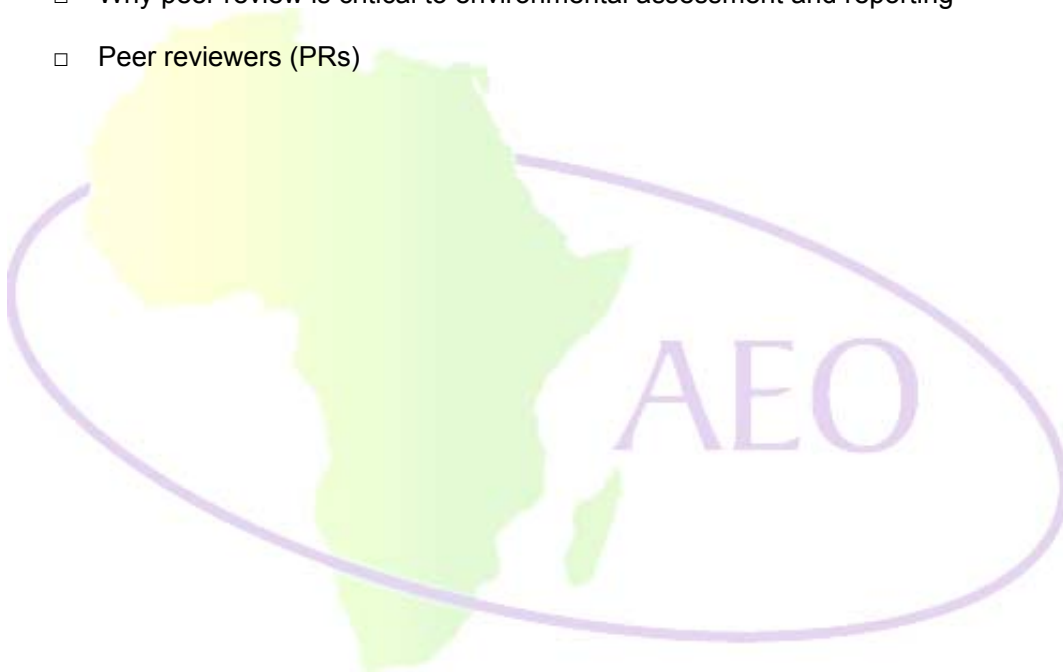 □ Why peer review is critical to environmental assessment and reporting
□ Peer reviewers (PRs)
AEO